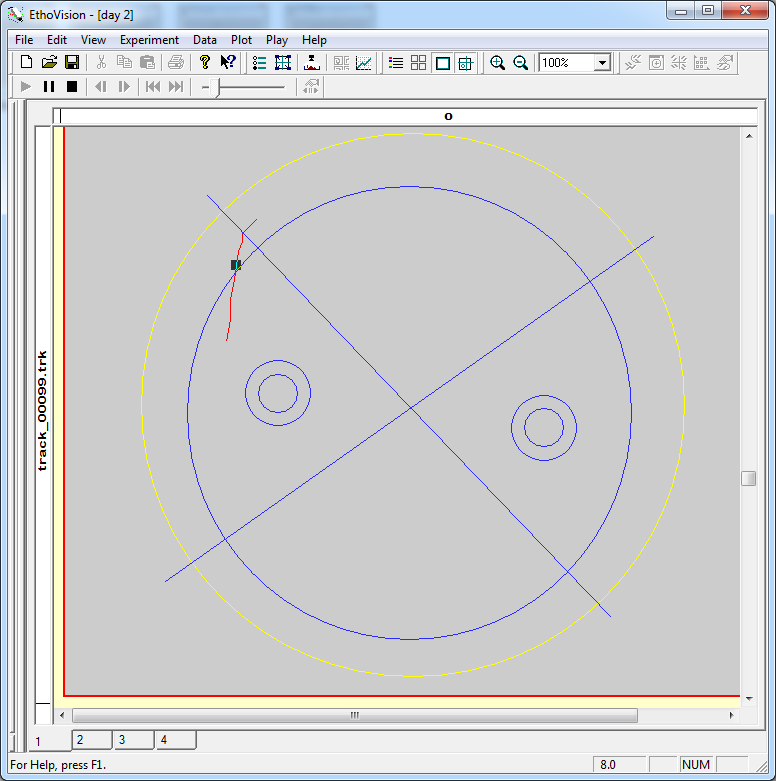 EthoVision - [day 2]
File Edit View Experiment Data Plot Play Help
100%
o
track_00099.trk
1 2 3 4
For Help, press F1. 8.0 NUM